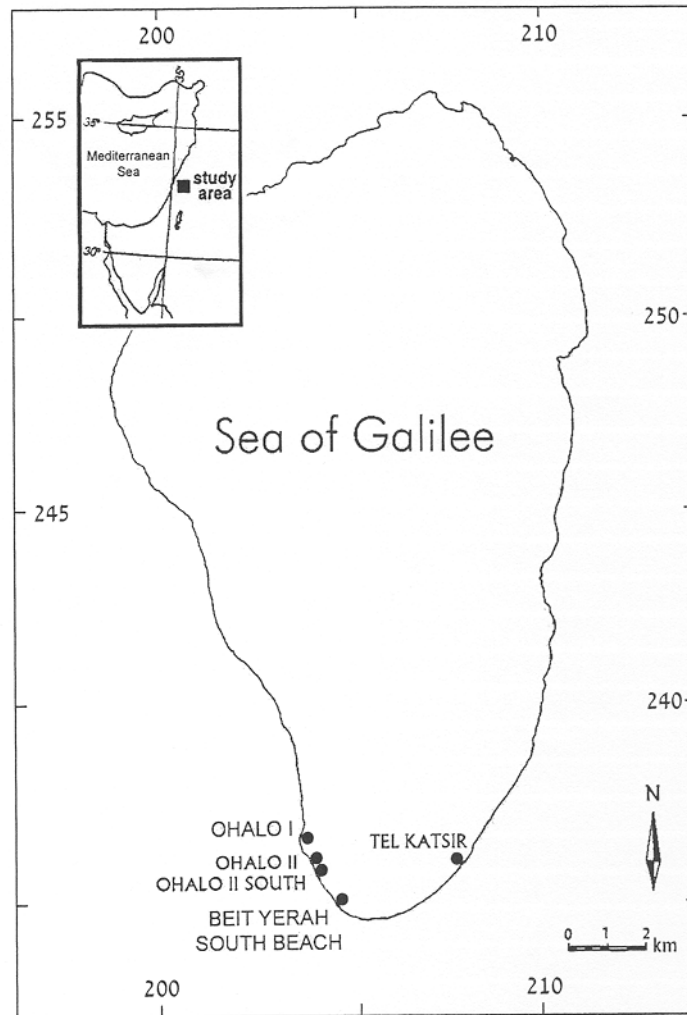 200
210
255
35°
35°
Mediterranean
Sea
study
area
30°
250
Sea of Galilee
245
240
N
OHALO I
TEL KATSIR
OHALO II
OHALO II SOUTH
BEIT YERAH
SOUTH BEACH
0 1 2
km
200
210